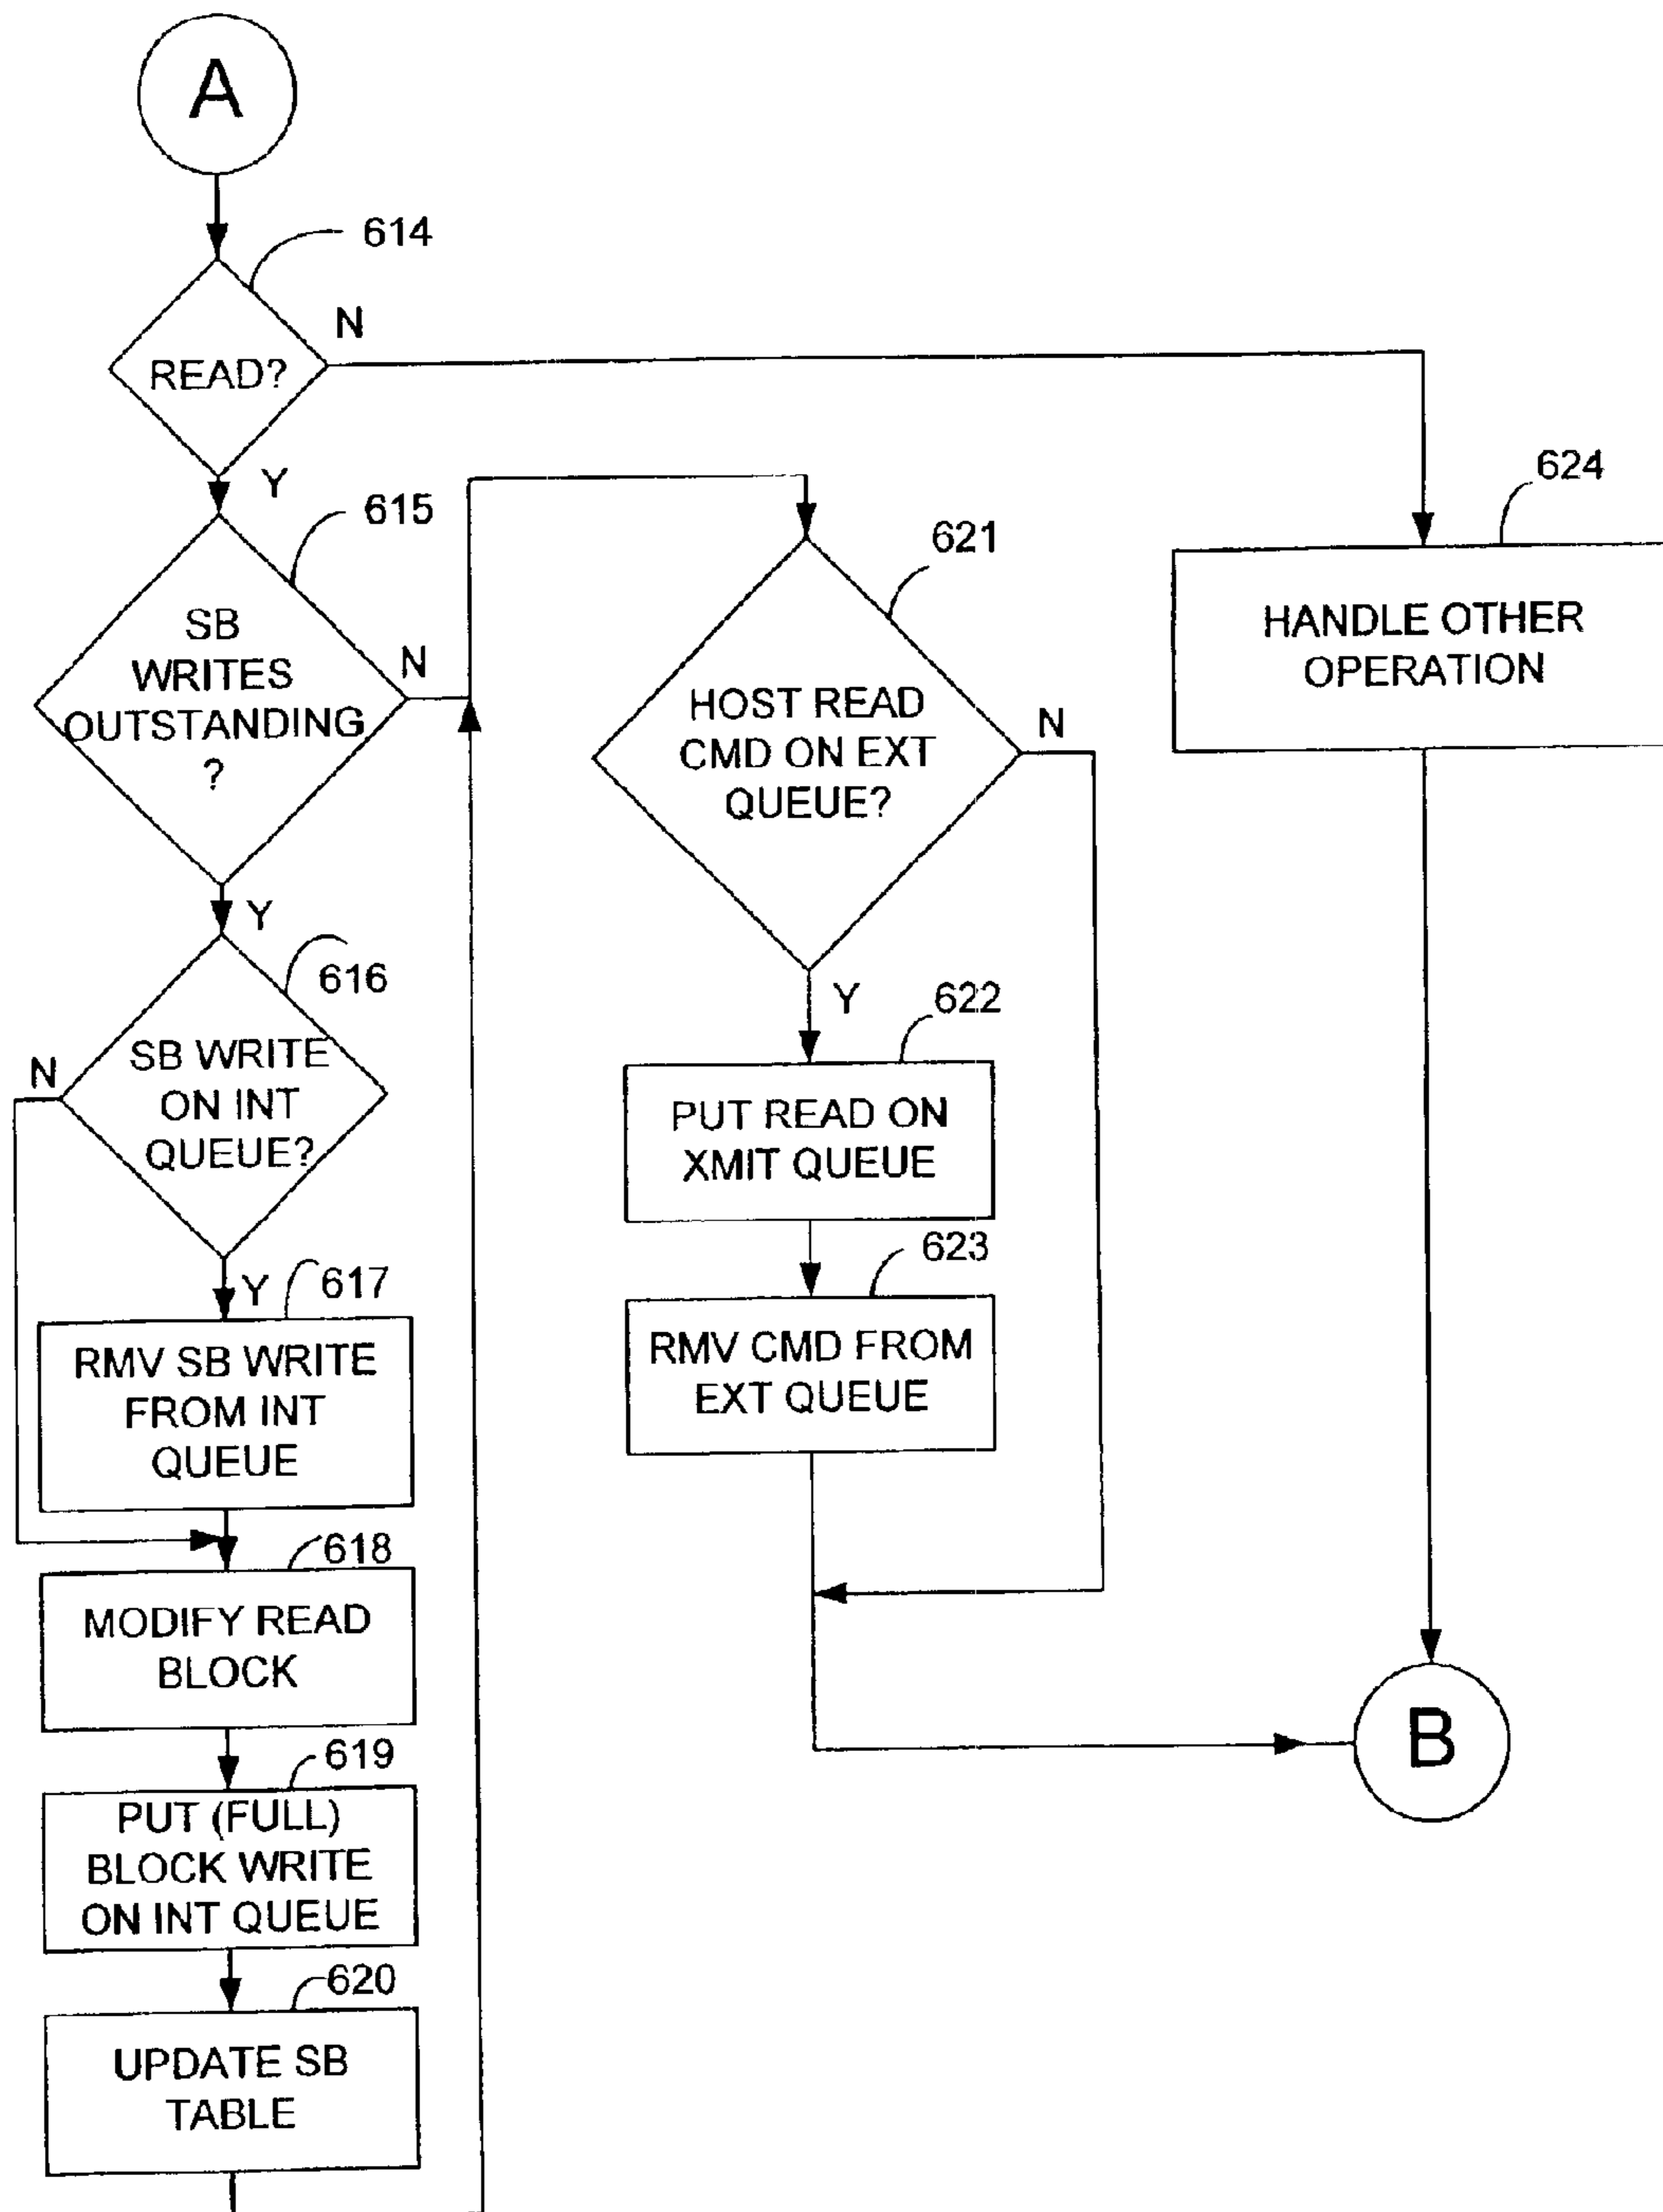 A
614
READ?
N
Y
615
SB
WRITES
OUTSTANDING
?
N
Y
616
SB WRITE
ON INT
QUEUE?
N
Y
617
RMV SB WRITE
FROM INT
QUEUE
618
MODIFY READ
BLOCK
619
PUT (FULL)
BLOCK WRITE
ON INT QUEUE
620
UPDATE SB
TABLE
621
HOST READ
CMD ON EXT
QUEUE?
N
Y
622
PUT READ ON
XMIT QUEUE
623
RMV CMD FROM
EXT QUEUE
624
HANDLE OTHER
OPERATION
B